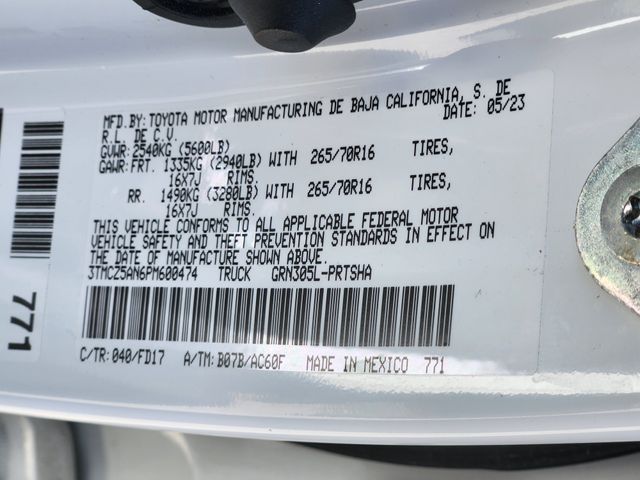 MFD.BY: TOYOTA MOTOR MANUFACTURING DE BAJA CALIFORNIA, S. DE
R.L. DE C.V. DATE: 05/23
GVWR: 2540KG (5600LB)
GAWR: FRT. 1335KG (2940LB) WITH 265/70R16 TIRES,
16X7J RIMS.
RR. 1490KG (3280LB) WITH 265/70R16 TIRES,
16X7J RIMS.
THIS VEHICLE CONFORMS TO ALL APPLICABLE FEDERAL MOTOR
VEHICLE SAFETY AND THEFT PREVENTION STANDARDS IN EFFECT ON
THE DATE OF MANUFACTURE SHOWN ABOVE.
3TMCZ5AN6PM600474 TRUCK GRN305L-PRTSHA
C/TR: 040/FD17 A/TM: B07B/AC60F MADE IN MEXICO 771
771